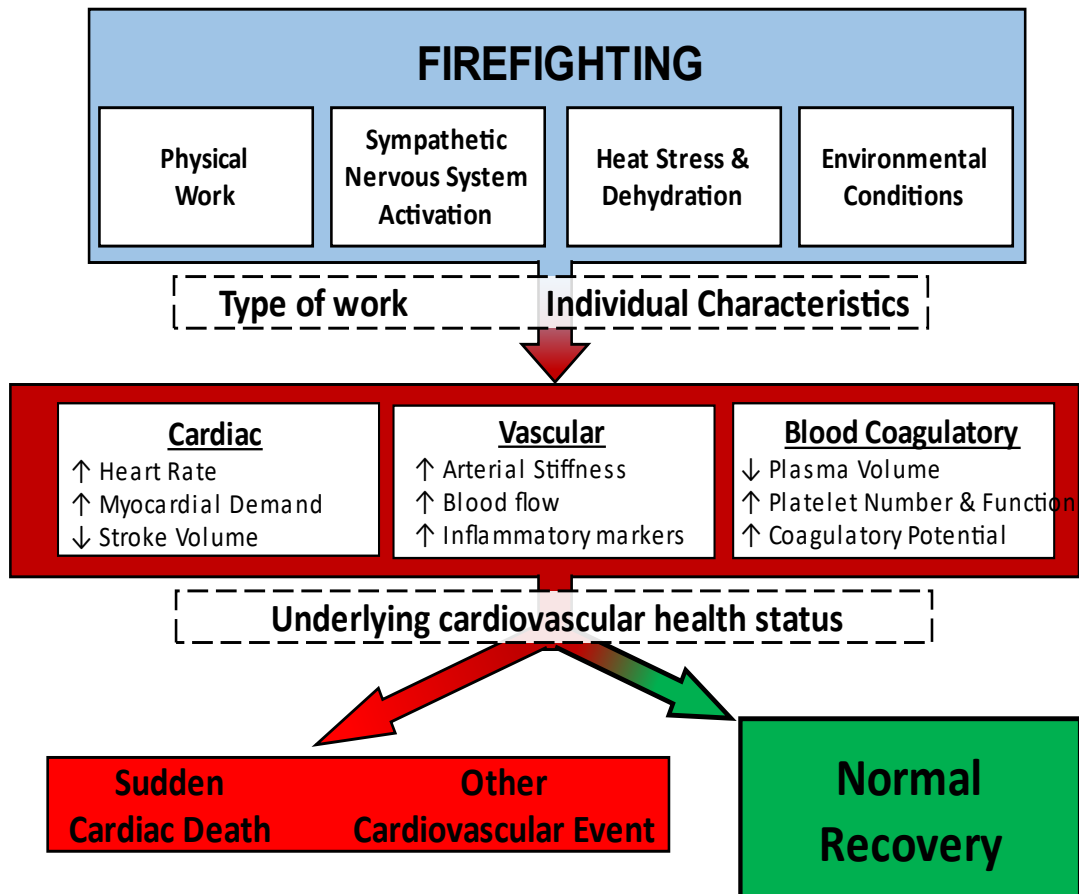 FIREFIGHTING
Physical
Work
Sympathetic
Nervous System
Activation
Heat Stress &
Dehydration
Environmental
Conditions
Type of work
Individual Characteristics
Cardiac
↑ Heart Rate
↑ Myocardial Demand
↓ Stroke Volume
Vascular
↑ Arterial Stiffness
↑ Blood flow
↑ Inflammatory markers
Blood Coagulatory
↓ Plasma Volume
↑ Platelet Number & Function
↑ Coagulatory Potential
Underlying cardiovascular health status
Sudden
Cardiac Death
Other
Cardiovascular Event
Normal
Recovery